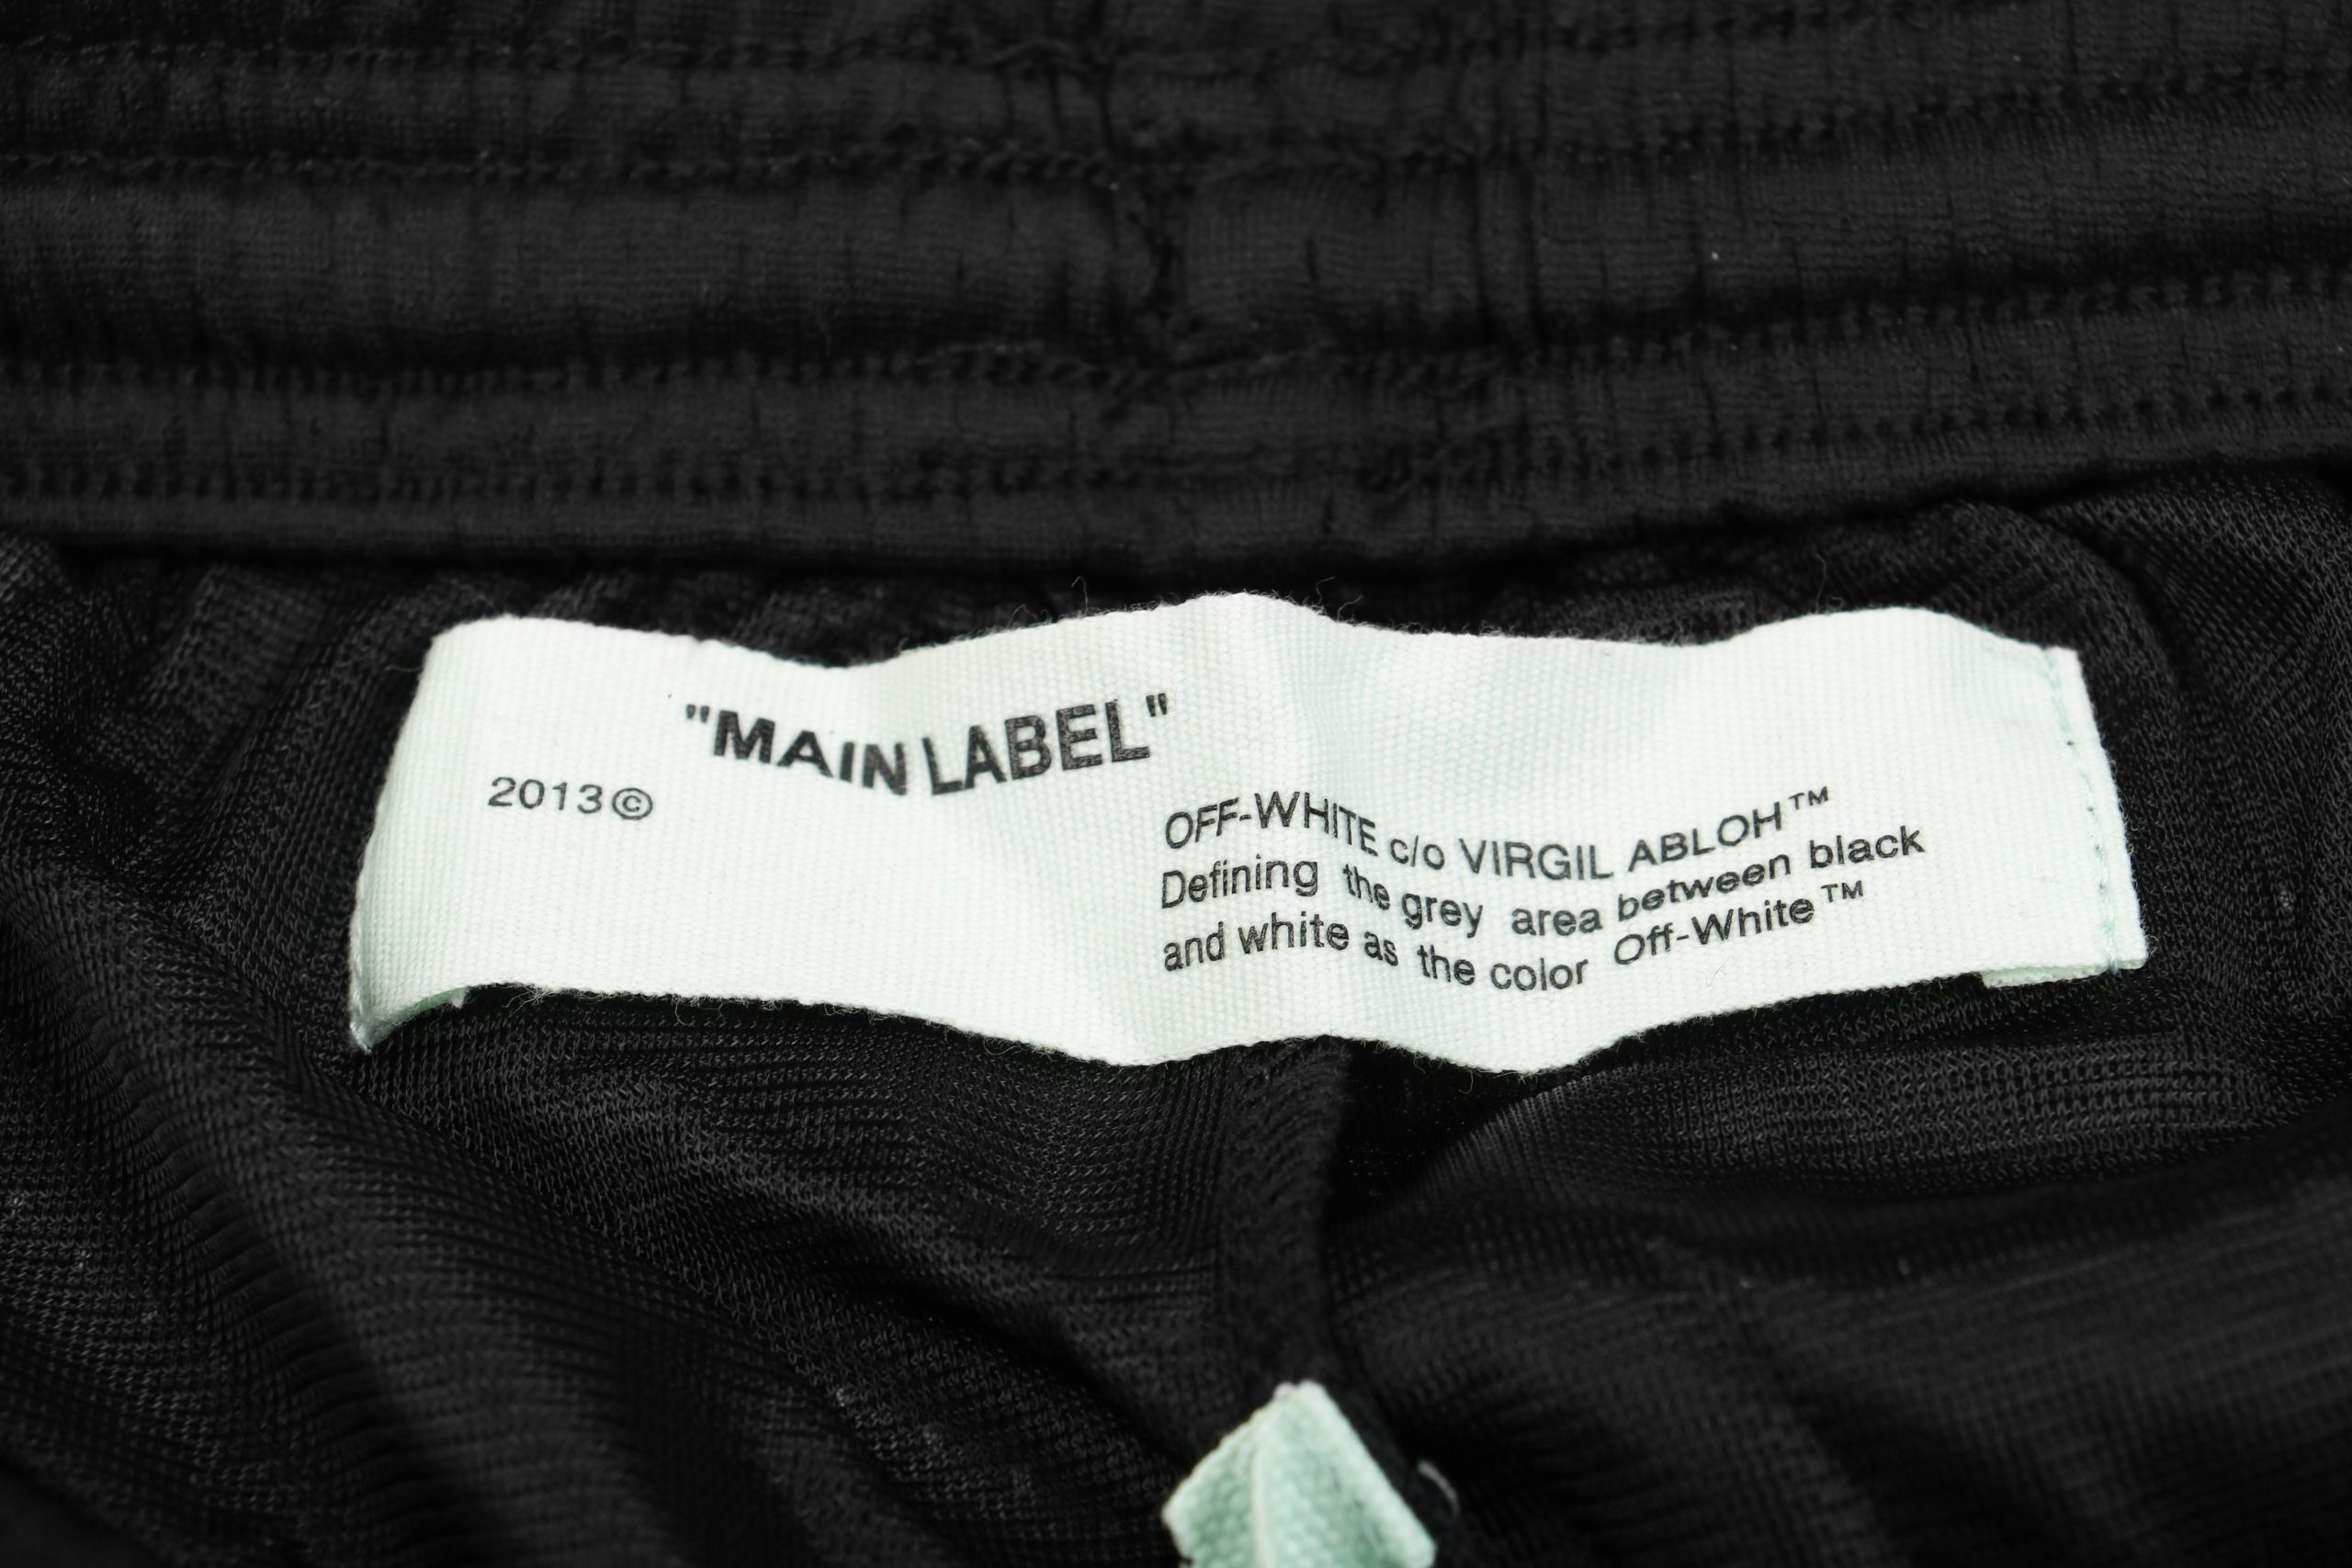 "MAIN LABEL"
2013©
OFF-WHITE c/o VIRGIL ABLOH™
Defining the grey area between black
and white as the color Off-White™